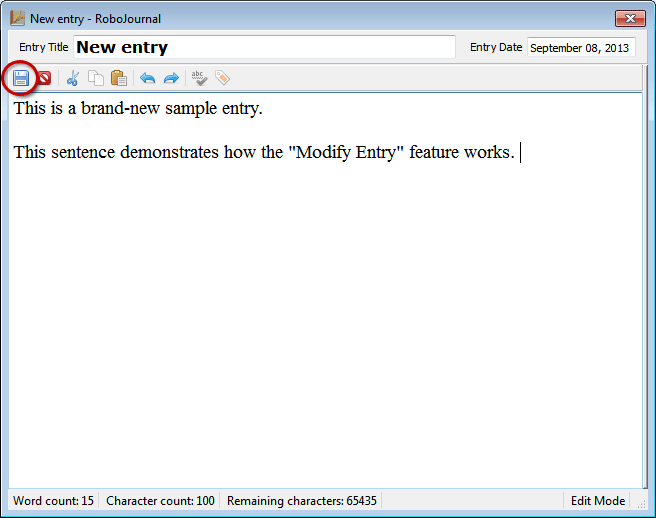 New entry - RoboJournal
Entry Title New entry Entry Date September 08, 2013
abc
This is a brand-new sample entry.
This sentence demonstrates how the "Modify Entry" feature works.
Word count: 15 Character count: 100 Remaining characters: 65435 Edit Mode